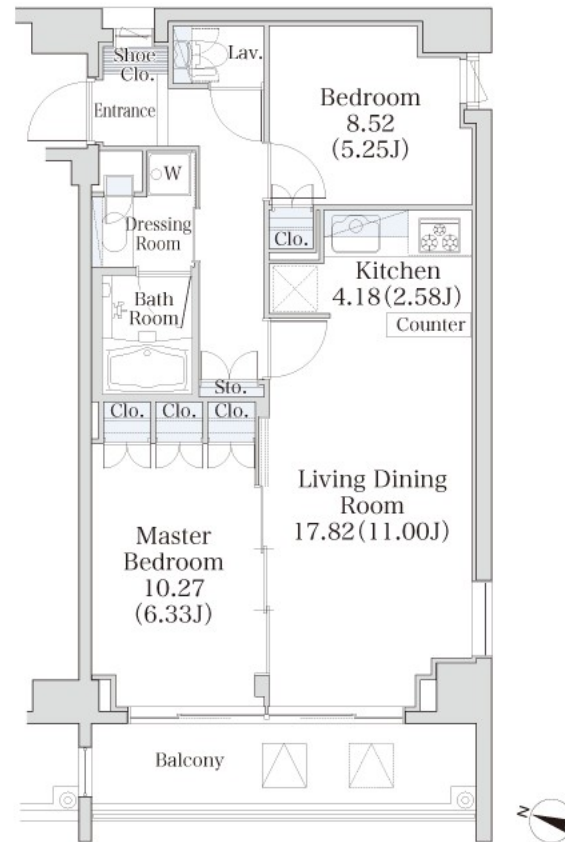 Shoe
Clo.
Lav.
Entrance
Bedroom
8.52
(5.25J)
W
Dressing
Room
Clo.
Kitchen
4.18(2.58J)
Counter
Bath
Room
Sto.
Clo.
Clo.
Clo.
Living Dining
Room
17.82(11.00J)
Master
Bedroom
10.27
(6.33J)
Balcony
N